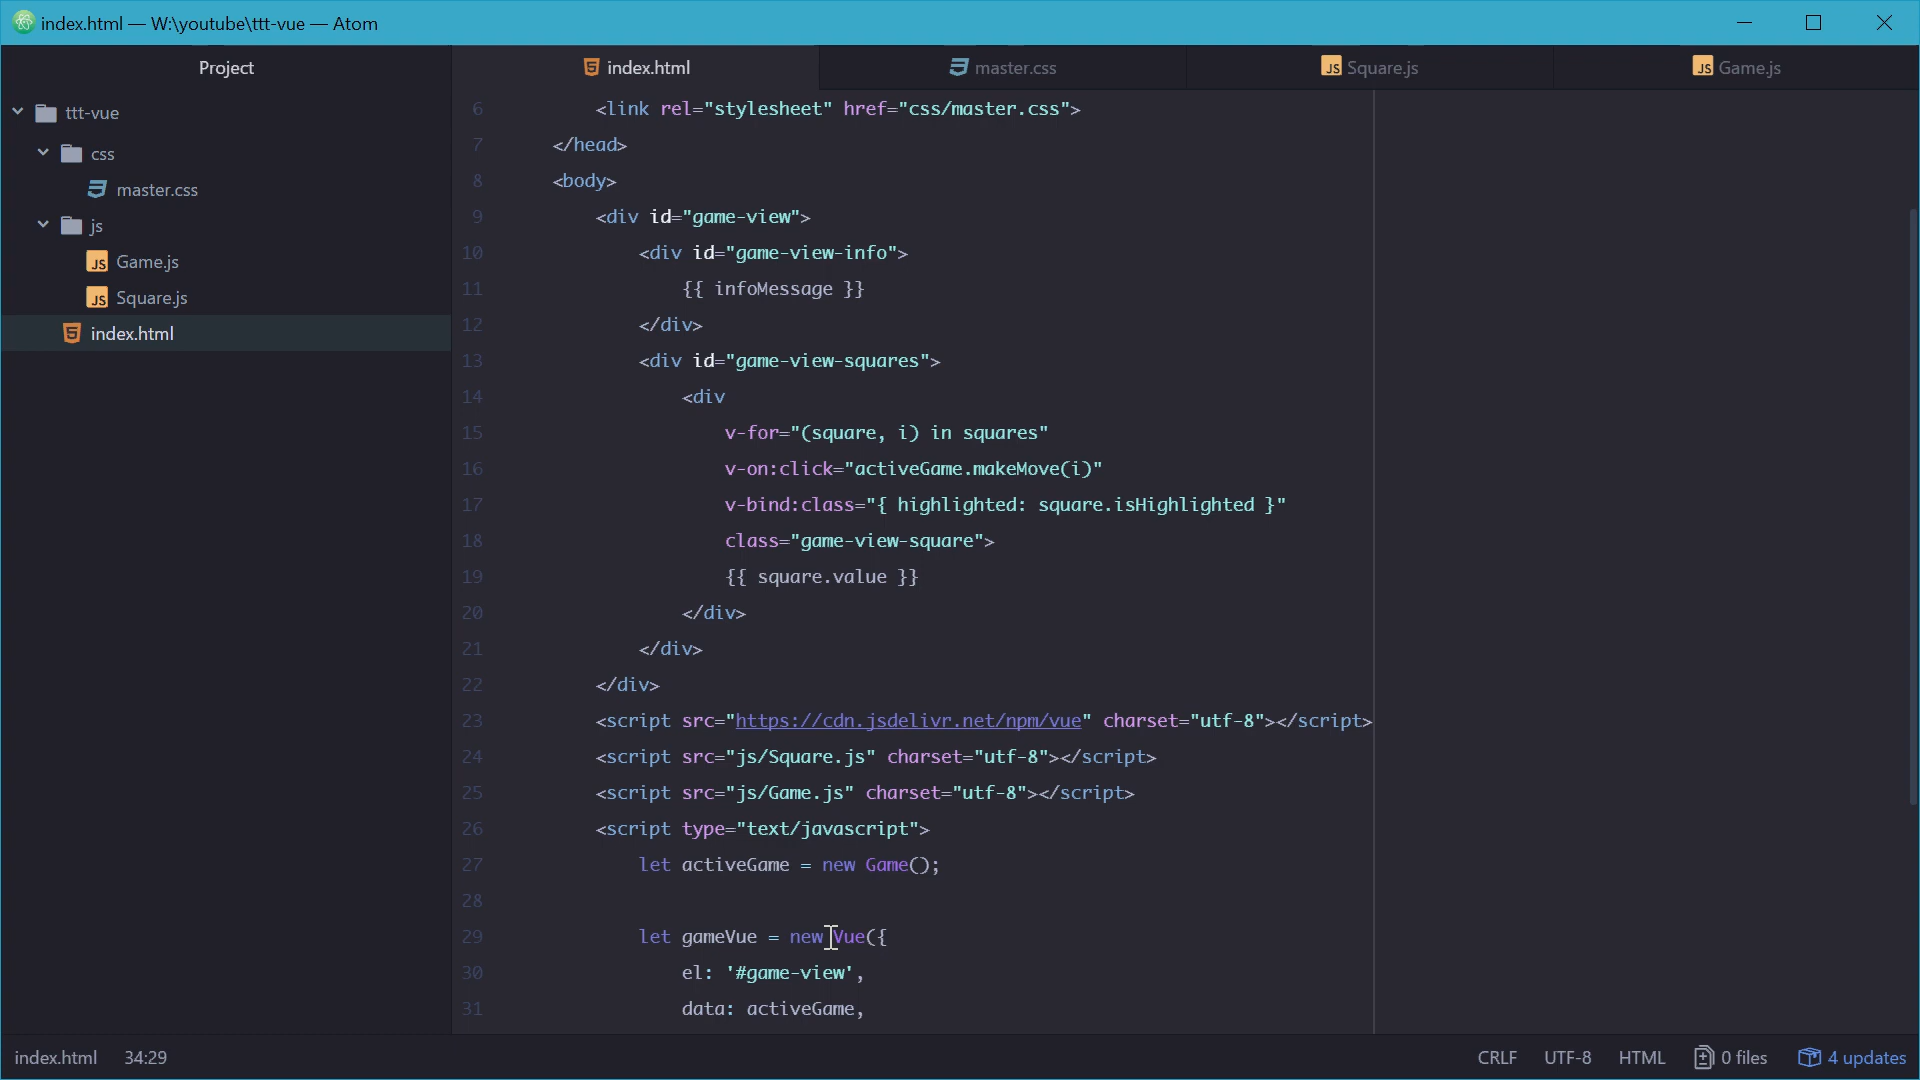 index.html — W:\youtube\ttt-vue — Atom
Project
index.html
master.css
Square.js
Game.js
ttt-vue
css
master.css
js
Game.js
Square.js
index.html
6 <link rel="stylesheet" href="css/master.css">
7 </head>
8 <body>
9 <div id="game-view">
10 <div id="game-view-info">
11 {{ infoMessage }}
12 </div>
13 <div id="game-view-squares">
14 <div
15 v-for="(square, i) in squares"
16 v-on:click="activeGame.makeMove(i)"
17 v-bind:class="{ highlighted: square.isHighlighted }"
18 class="game-view-square">
19 {{ square.value }}
20 </div>
21 </div>
22 </div>
23 <script src="https://cdn.jsdelivr.net/npm/vue" charset="utf-8"></script>
24 <script src="js/Square.js" charset="utf-8"></script>
25 <script src="js/Game.js" charset="utf-8"></script>
26 <script type="text/javascript">
27 let activeGame = new Game();
28
29 let gameVue = new Vue({
30 el: '#game-view',
31 data: activeGame,
index.html 34:29 CRLF UTF-8 HTML 0 files 4 updates